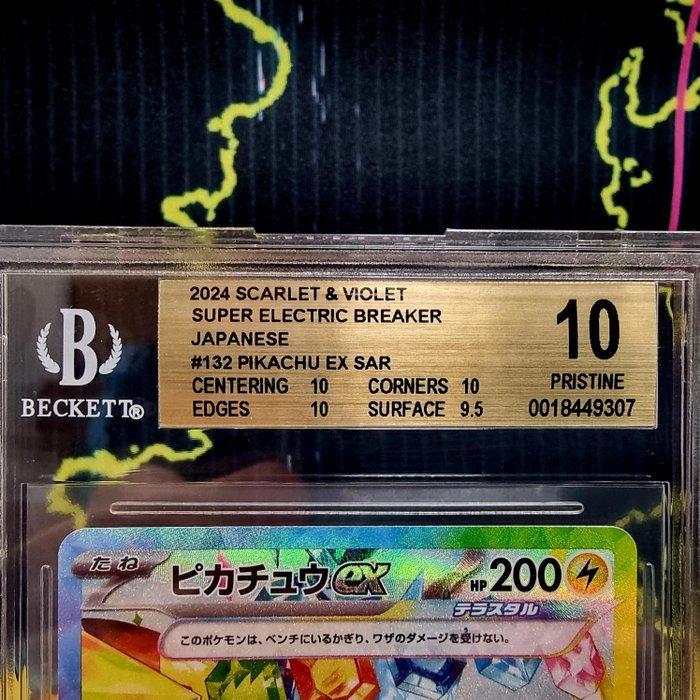 2024 SCARLET & VIOLET
SUPER ELECTRIC BREAKER
JAPANESE
#132 PIKACHU EX SAR
CENTERING 10 CORNERS 10
EDGES 10 SURFACE 9.5
10
PRISTINE
0018449307
B
BECKETT®
たね
ピカチュウex
HP 200
テラスタル
このポケモンは、ベンチにいるかぎり、ワザのダメージを受けない。